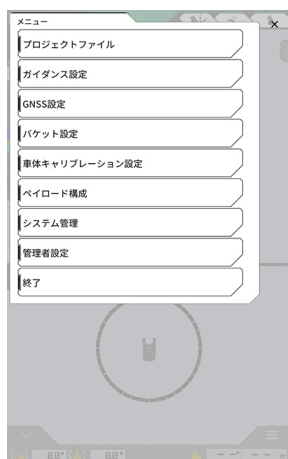 メニュー
プロジェクトファイル
ガイダンス設定
GNSS設定
バケット設定
車体キャリブレーション設定
ペイロード構成
システム管理
管理者設定
終了